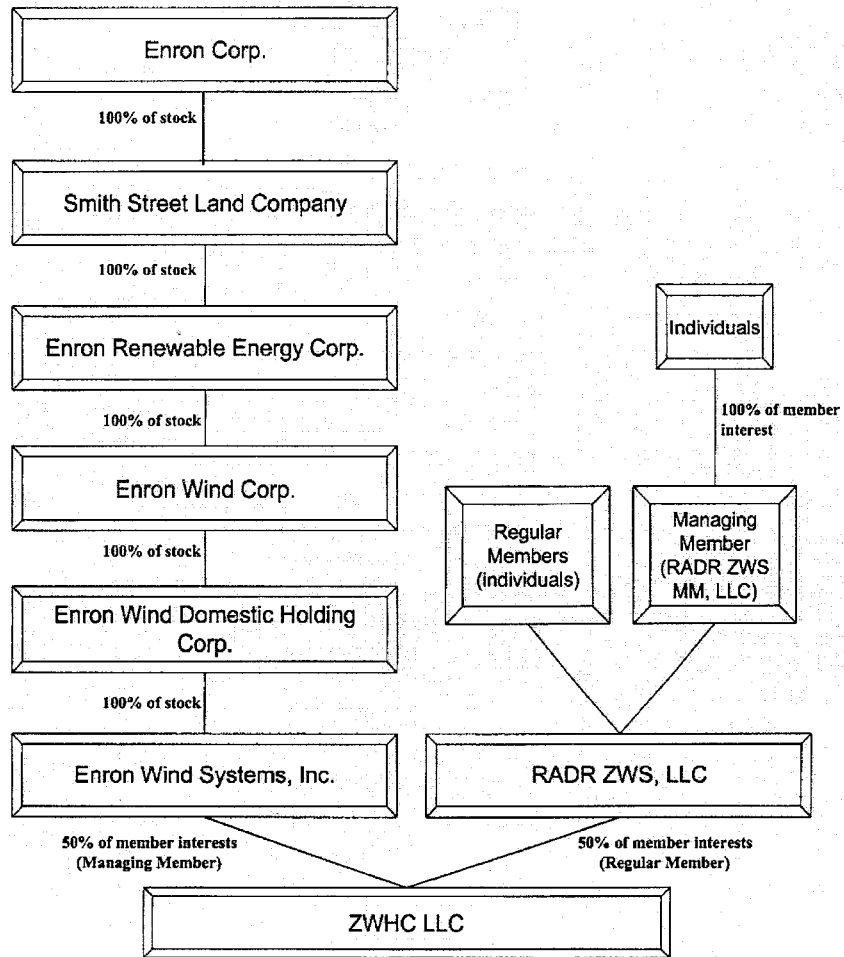 Enron Corp.
100% of stock
Smith Street Land Company
100% of stock
Enron Renewable Energy Corp.
100% of stock
Enron Wind Corp.
100% of stock
Enron Wind Domestic Holding
Corp.
100% of stock
Enron Wind Systems, Inc.
50% of member interests
(Managing Member)
Individuals
100% of member
interest
Regular
Members
(individuals)
Managing
Member
(RADR ZWS
MM, LLC)
RADR ZWS, LLC
50% of member interests
(Regular Member)
ZWHC LLC